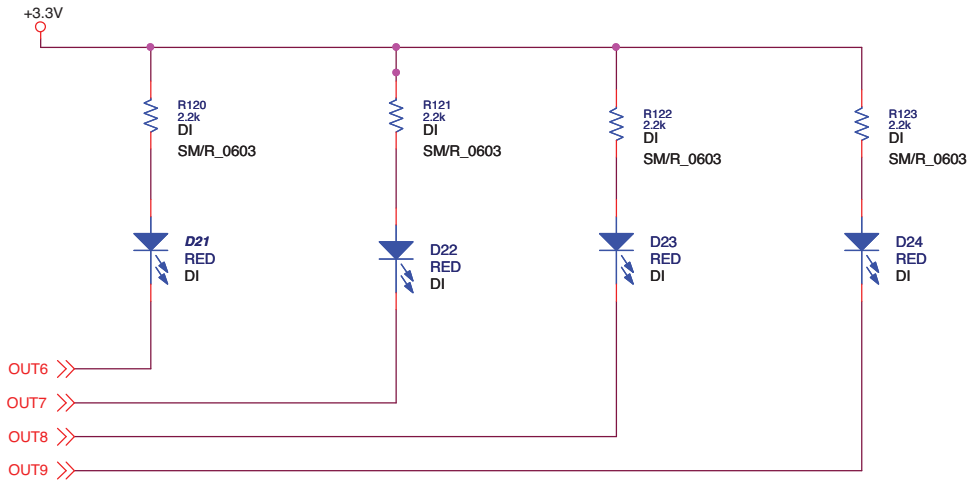 +3.3V
R120
2.2k
DI
SM/R_0603
R121
2.2k
DI
SM/R_0603
R122
2.2k
DI
SM/R_0603
R123
2.2k
DI
SM/R_0603
D21
RED
DI
D22
RED
DI
D23
RED
DI
D24
RED
DI
OUT6
OUT7
OUT8
OUT9